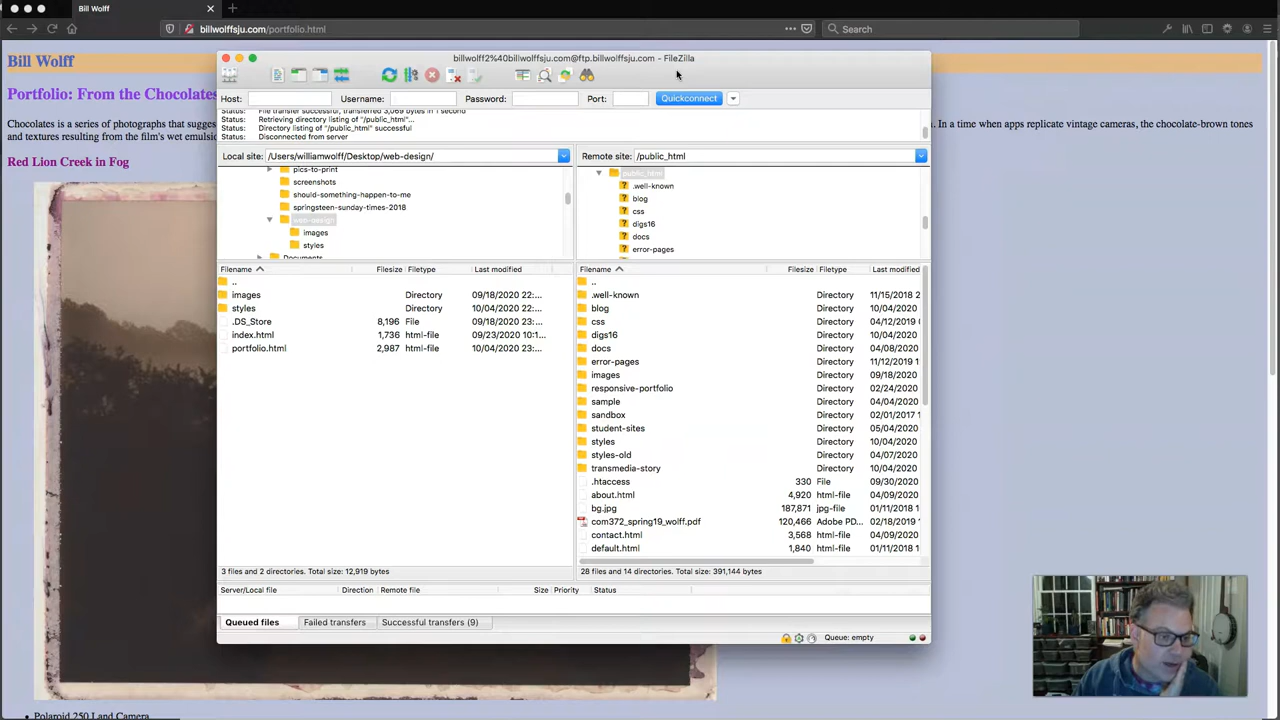 Bill Wolff
billwolffsju.com/portfolio.html
Search
Bill Wolff
Portfolio: From the Chocolates
Chocolates is a series of photographs that sugges
n. In a time when apps replicate vintage cameras, the chocolate-brown tones
and textures resulting from the film's wet emulsi
Red Lion Creek in Fog
Polaroid 250 Land Camera
billwolff2%40billwolffsju.com@ftp.billwolffsju.com - FileZilla
Host: Username: Password: Port: Quickconnect
Status: File transfer successful, transferred 3,069 bytes in 1 second
Status: Retrieving directory listing of "/public_html"...
Status: Directory listing of "/public_html" successful
Status: Disconnected from server
Local site: /Users/williamwolff/Desktop/web-design/
pics-to-print
screenshots
should-something-happen-to-me
springsteen-sunday-times-2018
web-design
images
styles
Documents
Filename Filesize Filetype Last modified
..
images Directory 09/18/2020 22:...
styles Directory 10/04/2020 22:...
.DS_Store 8,196 File 09/18/2020 23:...
index.html 1,736 html-file 09/23/2020 10:1...
portfolio.html 2,987 html-file 10/04/2020 23:...
3 files and 2 directories. Total size: 12,919 bytes
Remote site: /public_html
public_html
.well-known
blog
css
digs16
docs
error-pages
Filename Filesize Filetype Last modified
..
.well-known Directory 11/15/2018 2
blog Directory 10/04/2020
css Directory 04/12/2019
digs16 Directory 10/04/2020
docs Directory 04/08/2020
error-pages Directory 11/12/2019 1
images Directory 09/18/2020
responsive-portfolio Directory 02/24/2020
sample Directory 04/04/2020
sandbox Directory 02/01/2017 1
student-sites Directory 05/04/2020
styles Directory 10/04/2020
styles-old Directory 04/07/2020
transmedia-story Directory 10/04/2020
.htaccess 330 File 09/30/2020
about.html 4,920 html-file 04/09/2020
bg.jpg 187,871 jpg-file 01/11/2018 1
com372_spring19_wolff.pdf 120,466 Adobe PD... 02/18/2019
contact.html 3,568 html-file 04/09/2020
default.html 1,840 html-file 01/11/2018 1
28 files and 14 directories. Total size: 391,144 bytes
Server/Local file Direction Remote file Size Priority Status
Queued files Failed transfers Successful transfers (9)
Queue: empty